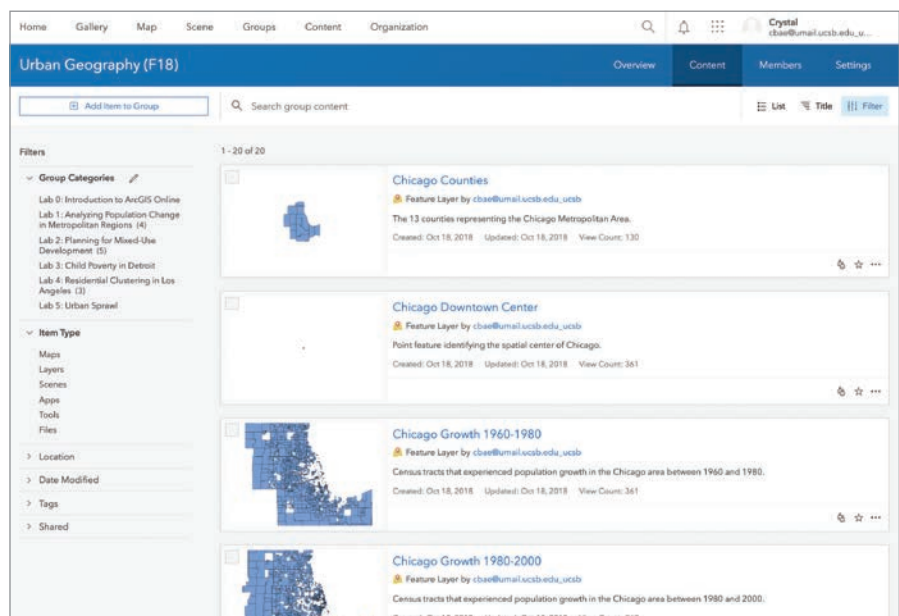 Home Gallery Map Scene Groups Content Organization Crystal
cbae@umail.ucsb.edu_u...
Urban Geography (F18) Overview Content Members Settings
Add Item to Group Search group content List Title Filter
Filters
1 - 20 of 20
Group Categories
Lab 0: Introduction to ArcGIS Online
Lab 1: Analyzing Population Change
in Metropolitan Regions (4)
Lab 2: Planning for Mixed-Use
Development (5)
Lab 3: Child Poverty in Detroit
Lab 4: Residential Clustering in Los
Angeles (3)
Lab 5: Urban Sprawl
Item Type
Maps
Layers
Scenes
Apps
Tools
Files
Location
Date Modified
Tags
Shared
Chicago Counties
Feature Layer by cbae@umail.ucsb.edu_ucsb
The 13 counties representing the Chicago Metropolitan Area.
Created: Oct 18, 2018 Updated: Oct 18, 2018 View Count: 130
Chicago Downtown Center
Feature Layer by cbae@umail.ucsb.edu_ucsb
Point feature identifying the spatial center of Chicago.
Created: Oct 18, 2018 Updated: Oct 18, 2018 View Count: 361
Chicago Growth 1960-1980
Feature Layer by cbae@umail.ucsb.edu_ucsb
Census tracts that experienced population growth in the Chicago area between 1960 and 1980.
Created: Oct 18, 2018 Updated: Oct 18, 2018 View Count: 361
Chicago Growth 1980-2000
Feature Layer by cbae@umail.ucsb.edu_ucsb
Census tracts that experienced population growth in the Chicago area between 1980 and 2000.